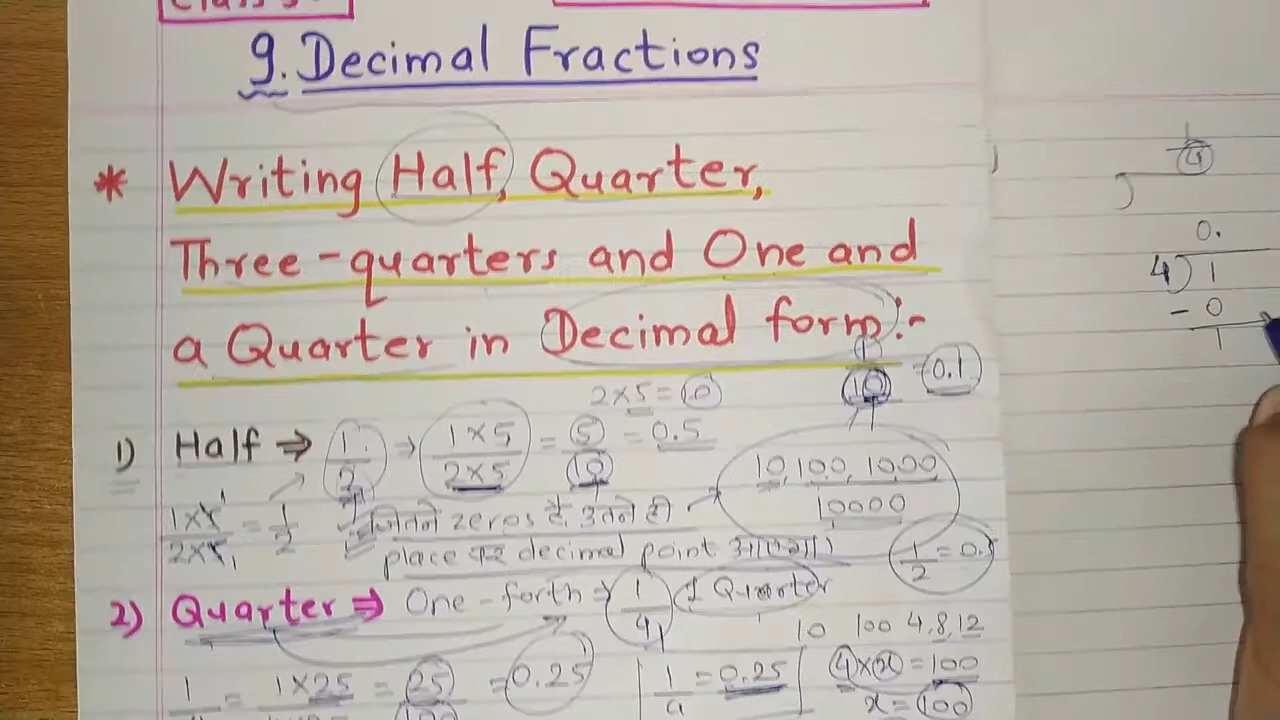 9. Decimal Fractions
* Writing Half, Quarter,
Three-quarters and One and
a Quarter in Decimal form:-
1/10 = 0.1
2×5=10
1) Half ⇒ 1/2 → 1×5/2×5 = 5/10 = 0.5
10,100,1000
10000
1×5/2×5 = 1/2
जितने zeros है, उतने ही
place पर decimal point आएगा।
1/2 = 0.5
2) Quarter ⇒ One-forth ⇒ 1/4 1 Quarter
10 100 4,8,12
1 = 1×25 = 25 = 0.25
1/4 = 0.25
4×x = 100
x = 100
1
4
0.
4)1
- 0
1